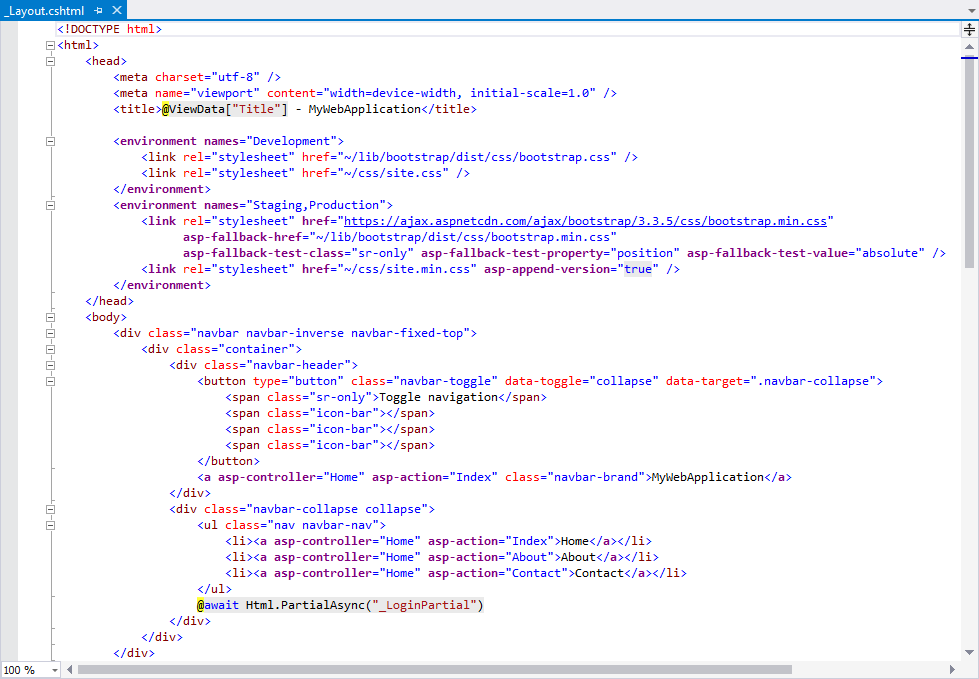 _Layout.cshtml
<!DOCTYPE html>
<html>
    <head>
        <meta charset="utf-8" />
        <meta name="viewport" content="width=device-width, initial-scale=1.0" />
        <title>@ViewData["Title"] - MyWebApplication</title>

        <environment names="Development">
            <link rel="stylesheet" href="~/lib/bootstrap/dist/css/bootstrap.css" />
            <link rel="stylesheet" href="~/css/site.css" />
        </environment>
        <environment names="Staging,Production">
            <link rel="stylesheet" href="https://ajax.aspnetcdn.com/ajax/bootstrap/3.3.5/css/bootstrap.min.css"
                  asp-fallback-href="~/lib/bootstrap/dist/css/bootstrap.min.css"
                  asp-fallback-test-class="sr-only" asp-fallback-test-property="position" asp-fallback-test-value="absolute" />
            <link rel="stylesheet" href="~/css/site.min.css" asp-append-version="true" />
        </environment>
    </head>
    <body>
        <div class="navbar navbar-inverse navbar-fixed-top">
            <div class="container">
                <div class="navbar-header">
                    <button type="button" class="navbar-toggle" data-toggle="collapse" data-target=".navbar-collapse">
                        <span class="sr-only">Toggle navigation</span>
                        <span class="icon-bar"></span>
                        <span class="icon-bar"></span>
                        <span class="icon-bar"></span>
                    </button>
                    <a asp-controller="Home" asp-action="Index" class="navbar-brand">MyWebApplication</a>
                </div>
                <div class="navbar-collapse collapse">
                    <ul class="nav navbar-nav">
                        <li><a asp-controller="Home" asp-action="Index">Home</a></li>
                        <li><a asp-controller="Home" asp-action="About">About</a></li>
                        <li><a asp-controller="Home" asp-action="Contact">Contact</a></li>
                    </ul>
                    @await Html.PartialAsync("_LoginPartial")
                </div>
            </div>
        </div>
100 %